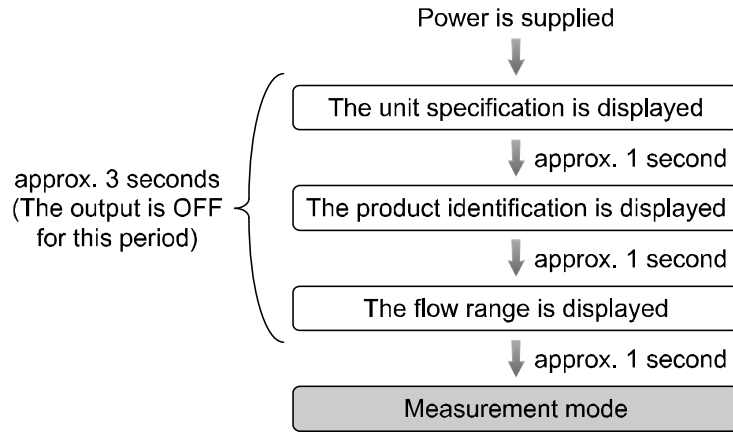 Power is supplied
The unit specification is displayed
approx. 1 second
approx. 3 seconds
(The output is OFF
for this period)
The product identification is displayed
approx. 1 second
The flow range is displayed
approx. 1 second
Measurement mode